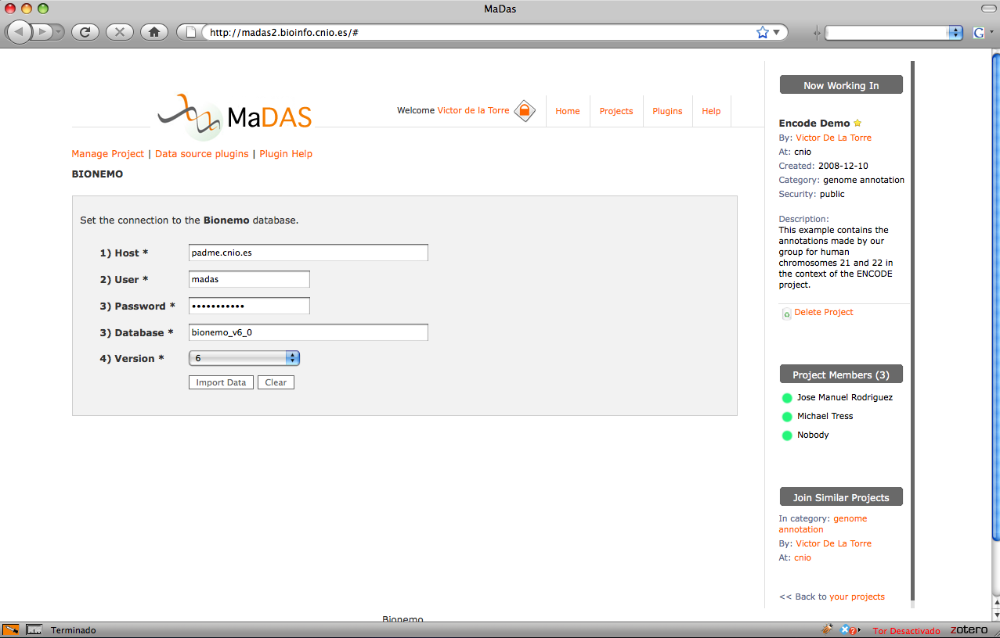 MaDas
http://madas2.bioinfo.cnio.es/#
G
MaDAS
Welcome Victor de la Torre
Home
Projects
Plugins
Help
Manage Project | Data source plugins | Plugin Help
BIONEMO
Set the connection to the Bionemo database.
1) Host *
padme.cnio.es
2) User *
madas
3) Password *
•••••••••••
3) Database *
bionemo_v6_0
4) Version *
6
Import Data
Clear
Now Working In
Encode Demo
By: Victor De La Torre
At: cnio
Created: 2008-12-10
Category: genome annotation
Security: public
Description:
This example contains the
annotations made by our
group for human
chromosomes 21 and 22 in
the context of the ENCODE
project.
Delete Project
Project Members (3)
Jose Manuel Rodriguez
Michael Tress
Nobody
Join Similar Projects
In category: genome
annotation
By: Victor De La Torre
At: cnio
<< Back to your projects
Bionemo
Terminado
Tor Desactivado
zotero